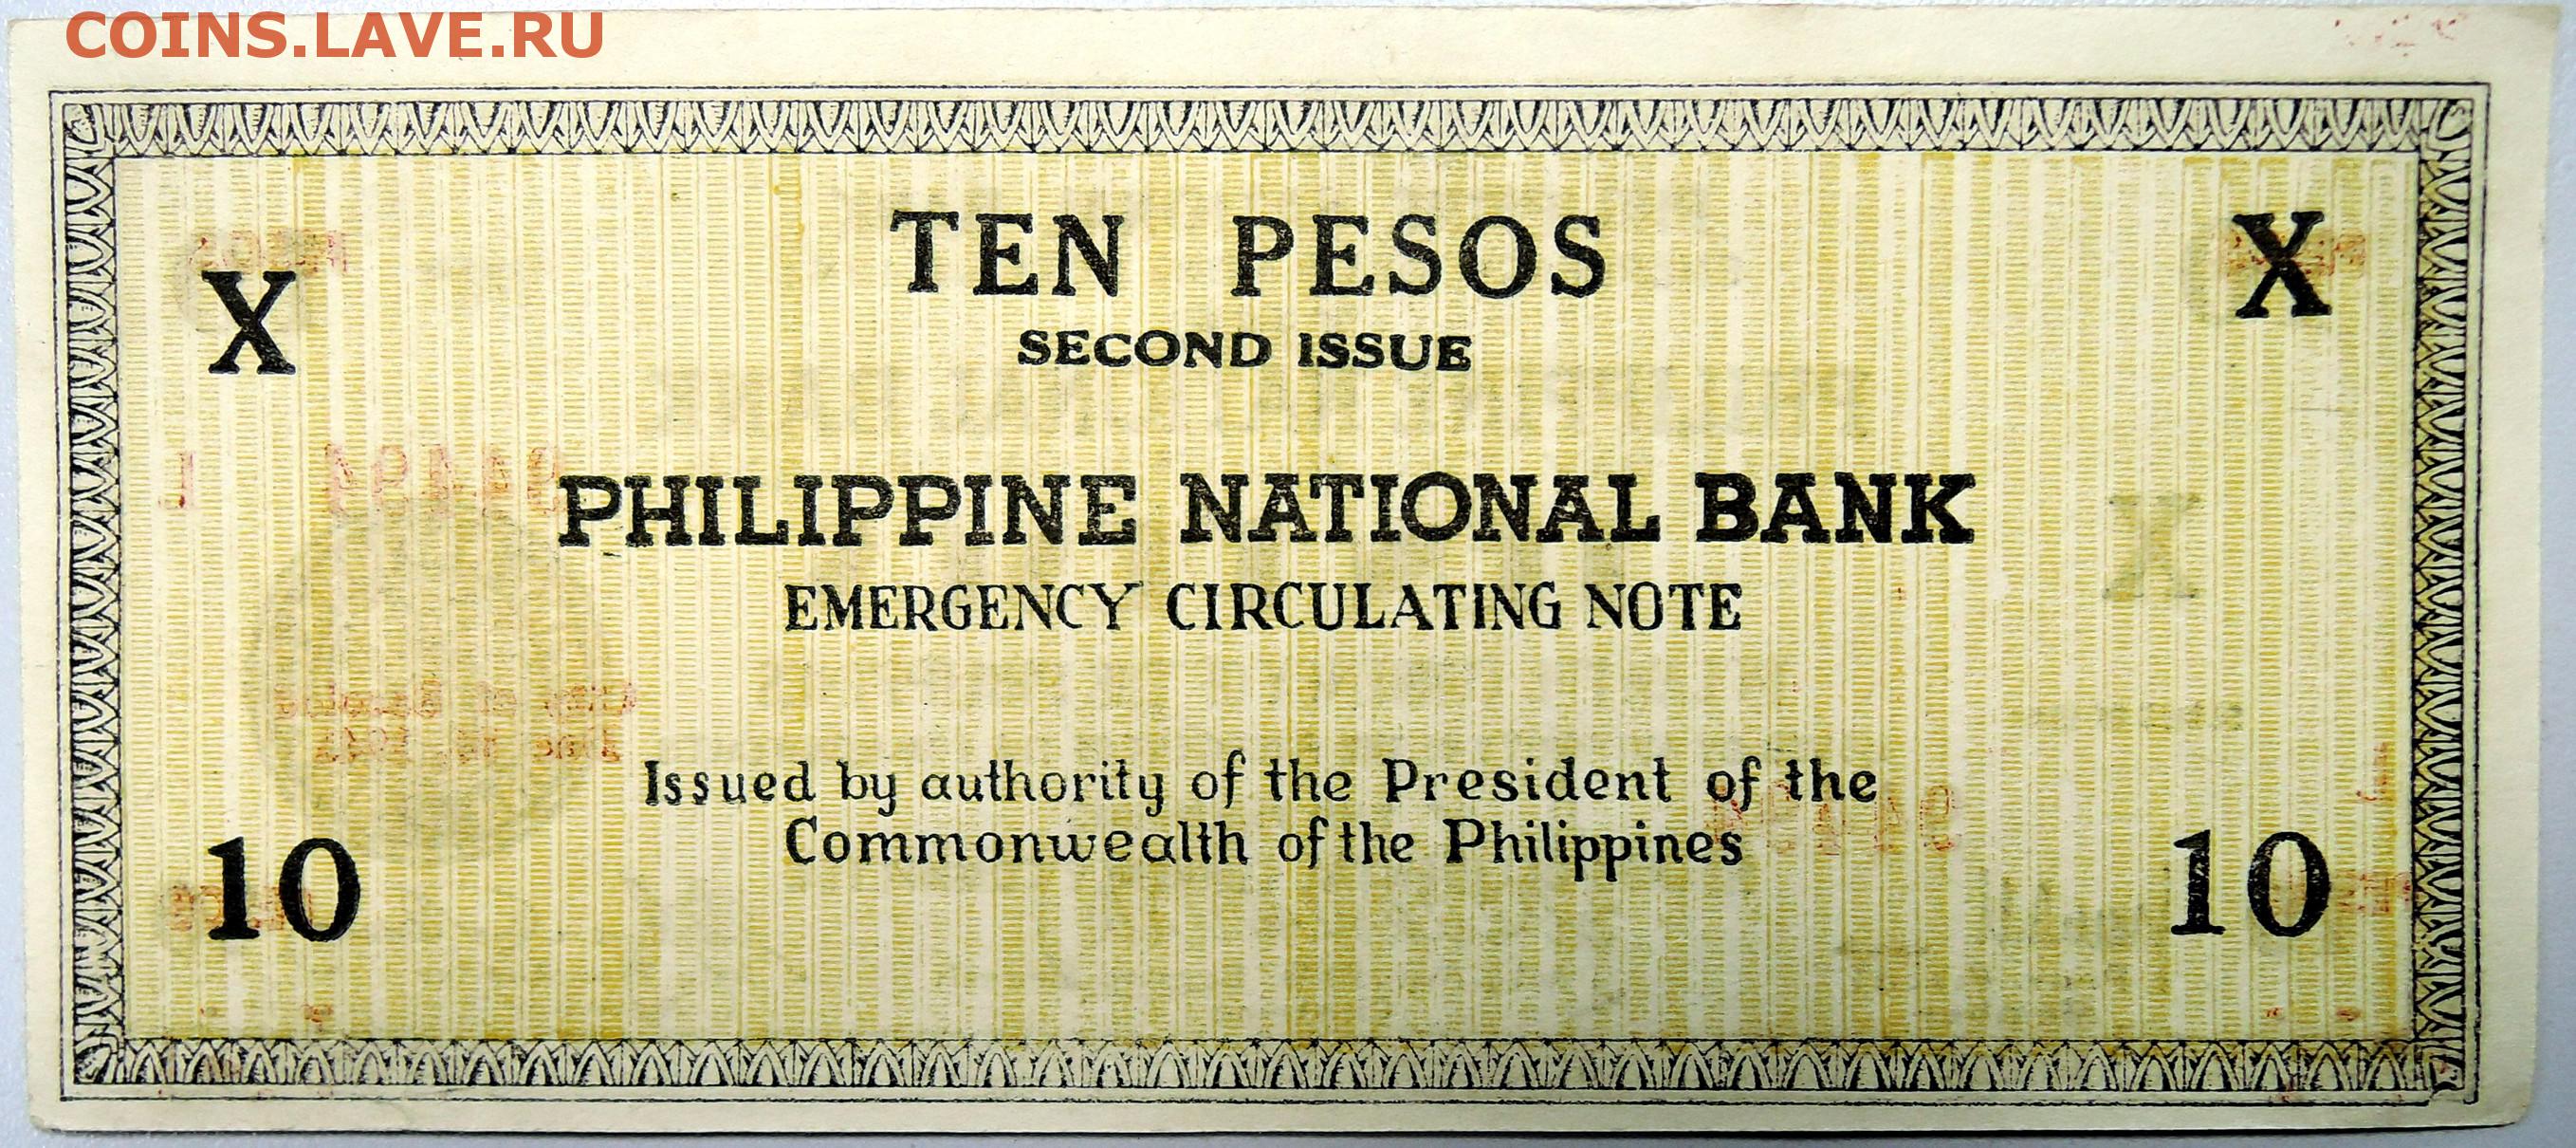 COINS.LAVE.RU
TEN PESOS
X
X
SECOND ISSUE
PHILIPPINE NATIONAL BANK
EMERGENCY CIRCULATING NOTE
Issued by authority of the President of the
Commonwealth of the Philippines
10
10